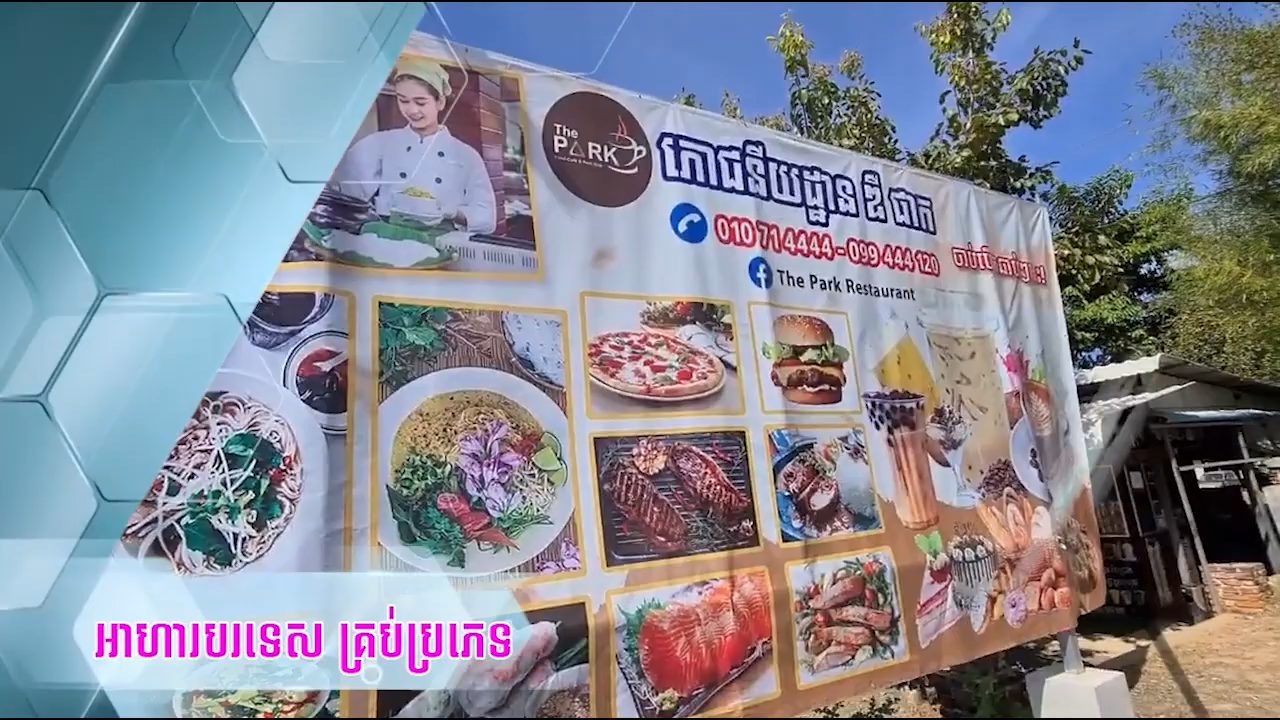 The
PARK
ភោជនីយដ្ឋាន ឌឺ ផាក
010 71 4444 - 099 444 120
The Park Restaurant
អាហារបរទេស គ្រប់ប្រភេទ